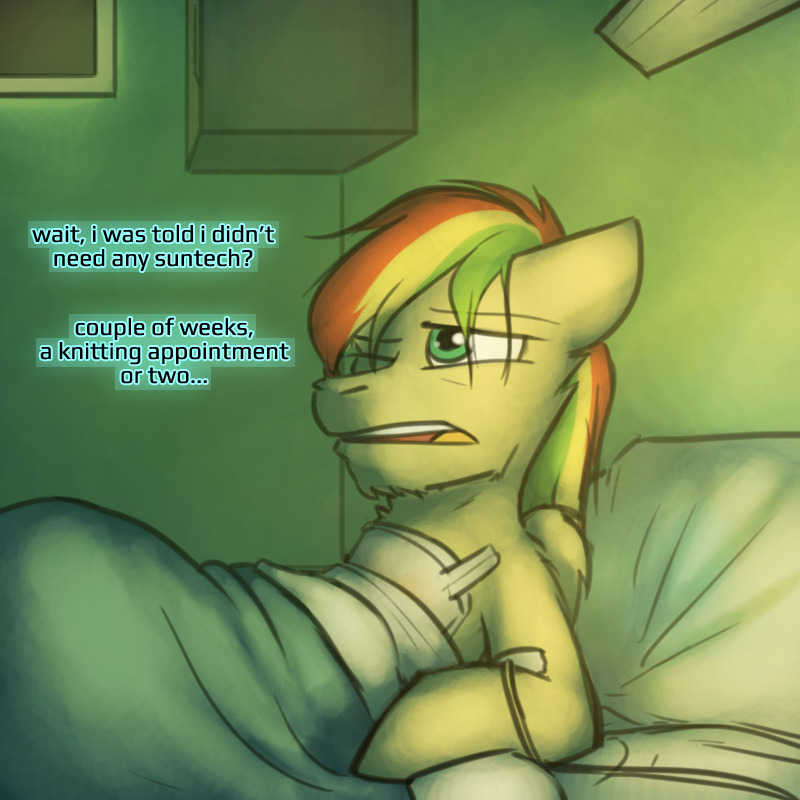 wait, i was told i didn't
need any suntech?
couple of weeks,
a knitting appointment
or two...